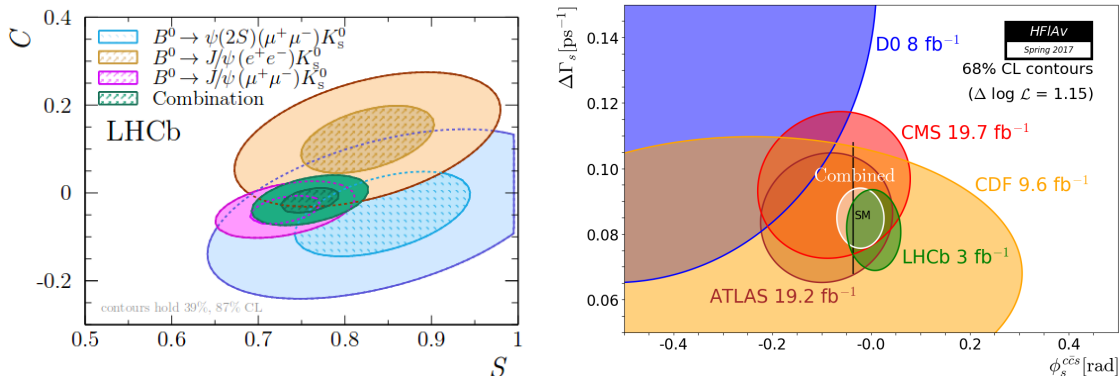 C
0.4
0.2
0
-0.2
B⁰→ ψ(2S)(μ⁺μ⁻)K⁰ₛ
B⁰→ J/ψ(e⁺e⁻)K⁰ₛ
B⁰→ J/ψ(μ⁺μ⁻)K⁰ₛ
Combination
LHCb
contours hold 39%, 87% CL
0.5 0.6 0.7 0.8 0.9 1
S
ΔΓₛ[ps⁻¹]
0.14
0.12
0.10
0.08
0.06
HFLAV
Spring 2017
68% CL contours
(Δ log ℒ = 1.15)
D0 8 fb⁻¹
CMS 19.7 fb⁻¹
CDF 9.6 fb⁻¹
Combined
SM
LHCb 3 fb⁻¹
ATLAS 19.2 fb⁻¹
-0.4 -0.2 -0.0 0.2 0.4
ϕₛᶜᶜ̄ˢ[rad]